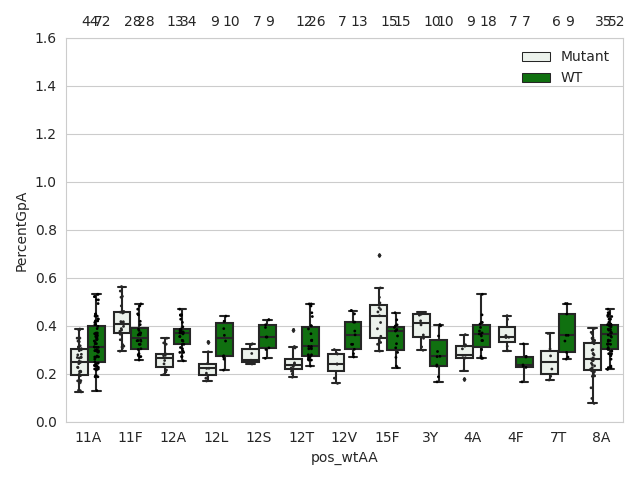 44 72 28 28 13 34 9 10 7 9 12 26 7 13 15 15 10 10 9 18 7 7 6 9 35 52
1.6
Mutant
WT
1.4
1.2
1.0
0.8
0.6
0.4
0.2
0.0
PercentGpA
11A 11F 12A 12L 12S 12T 12V 15F 3Y 4A 4F 7T 8A
pos_wtAA